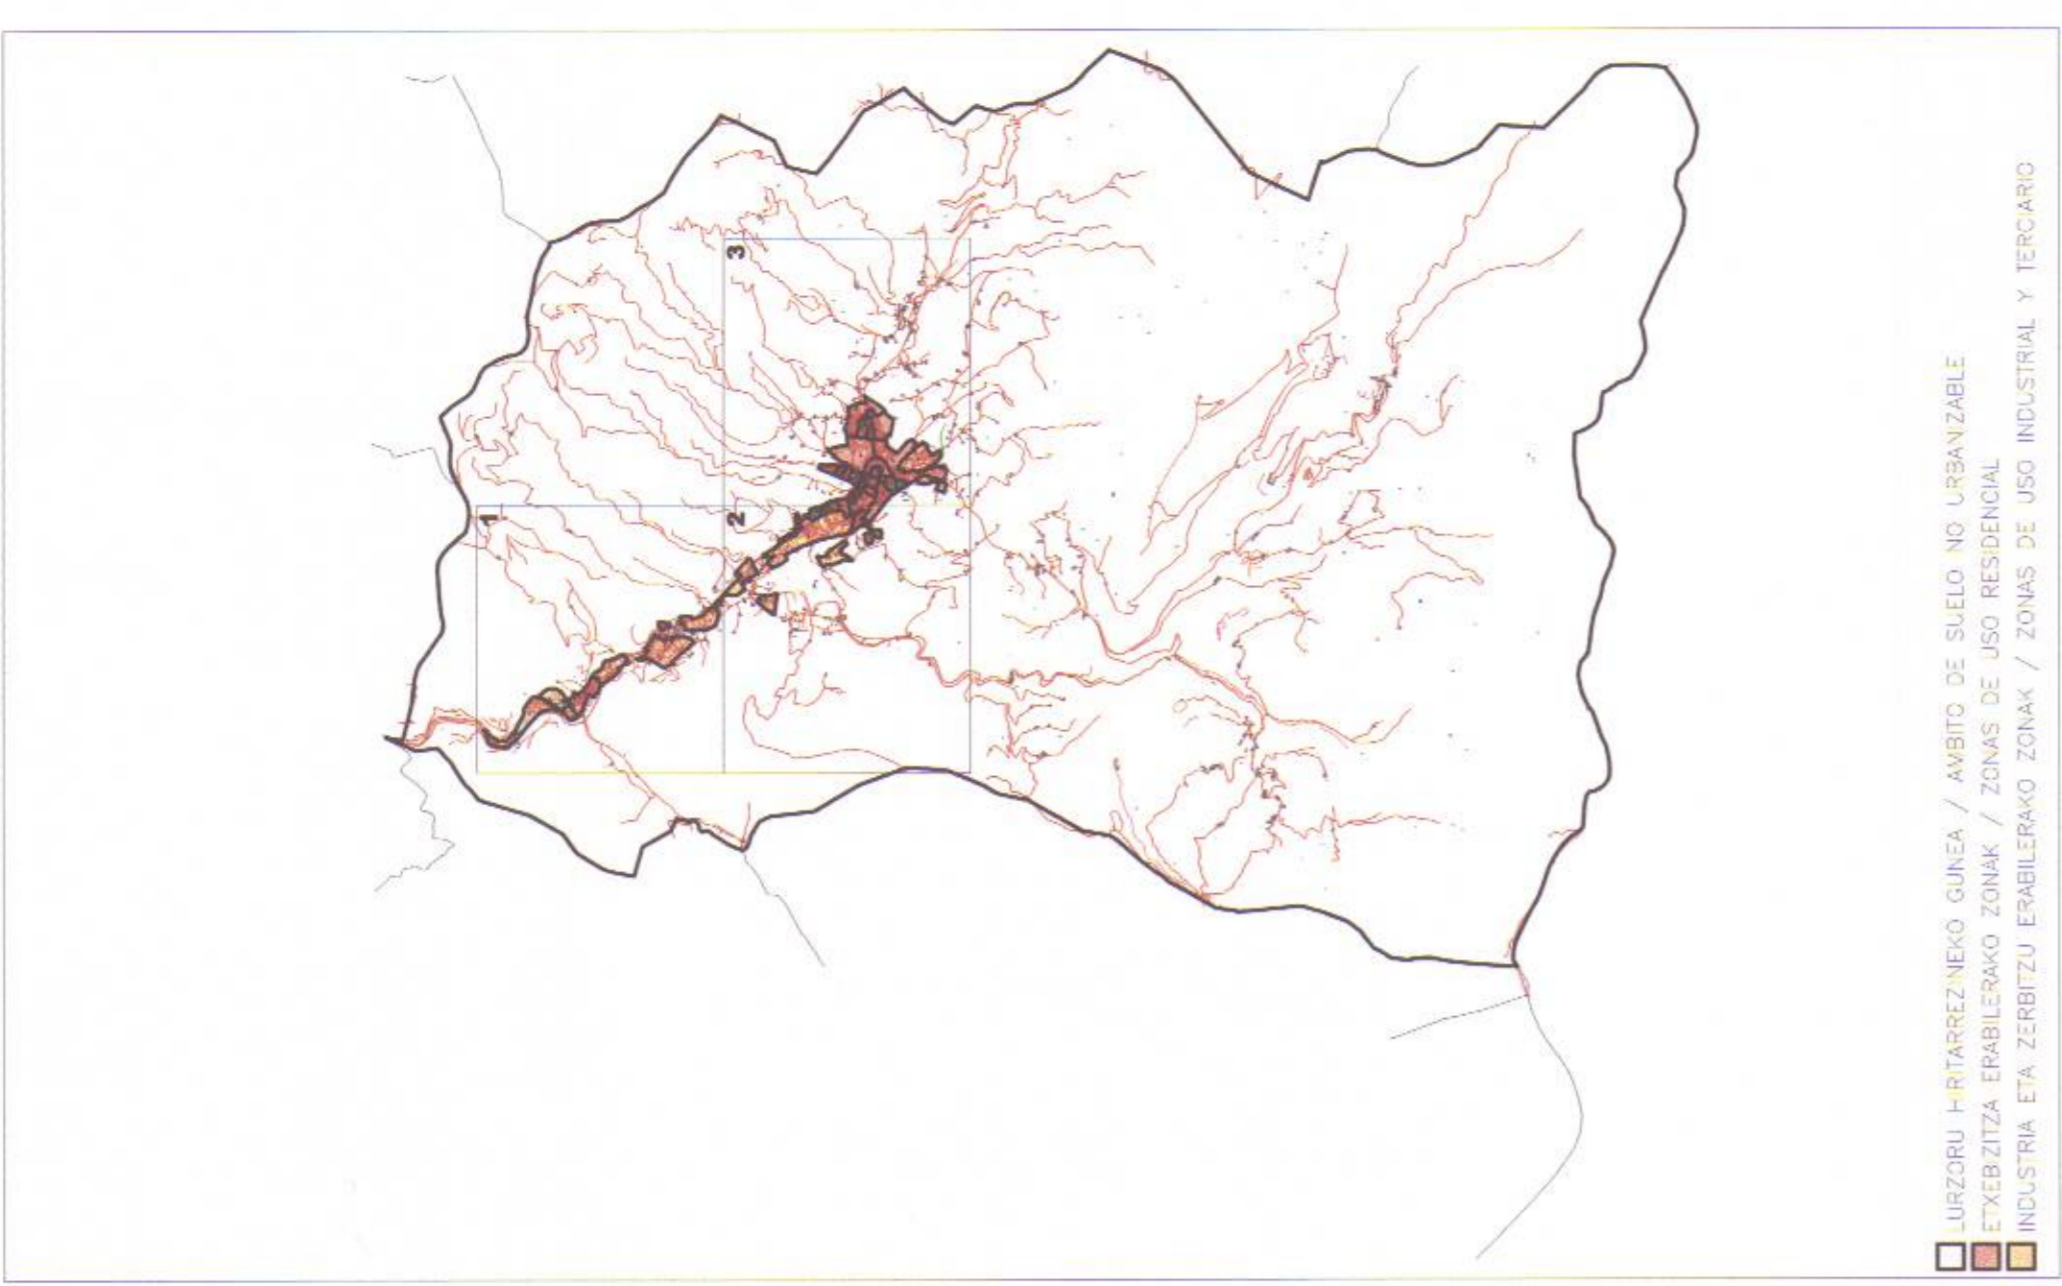 1
2
3
LURZORU HIRITARREZINEKO GUNEA / AMBITO DE SUELO NO URBANIZABLE
ETXEBIZITZA ERABILERAKO ZONAK / ZONAS DE USO RESIDENCIAL
INDUSTRIA ETA ZERBITZU ERABILERAKO ZONAK / ZONAS DE USO INDUSTRIAL Y TERCIARIO